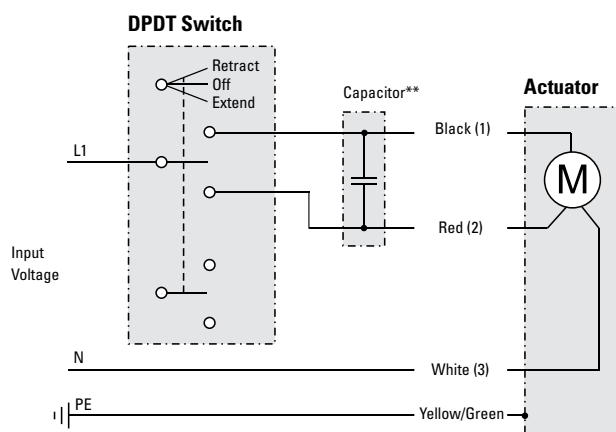 DPDT Switch
Retract
Off
Extend
Capacitor**
Actuator
L1
Black (1)
M
Red (2)
Input
Voltage
N
White (3)
PE
Yellow/Green